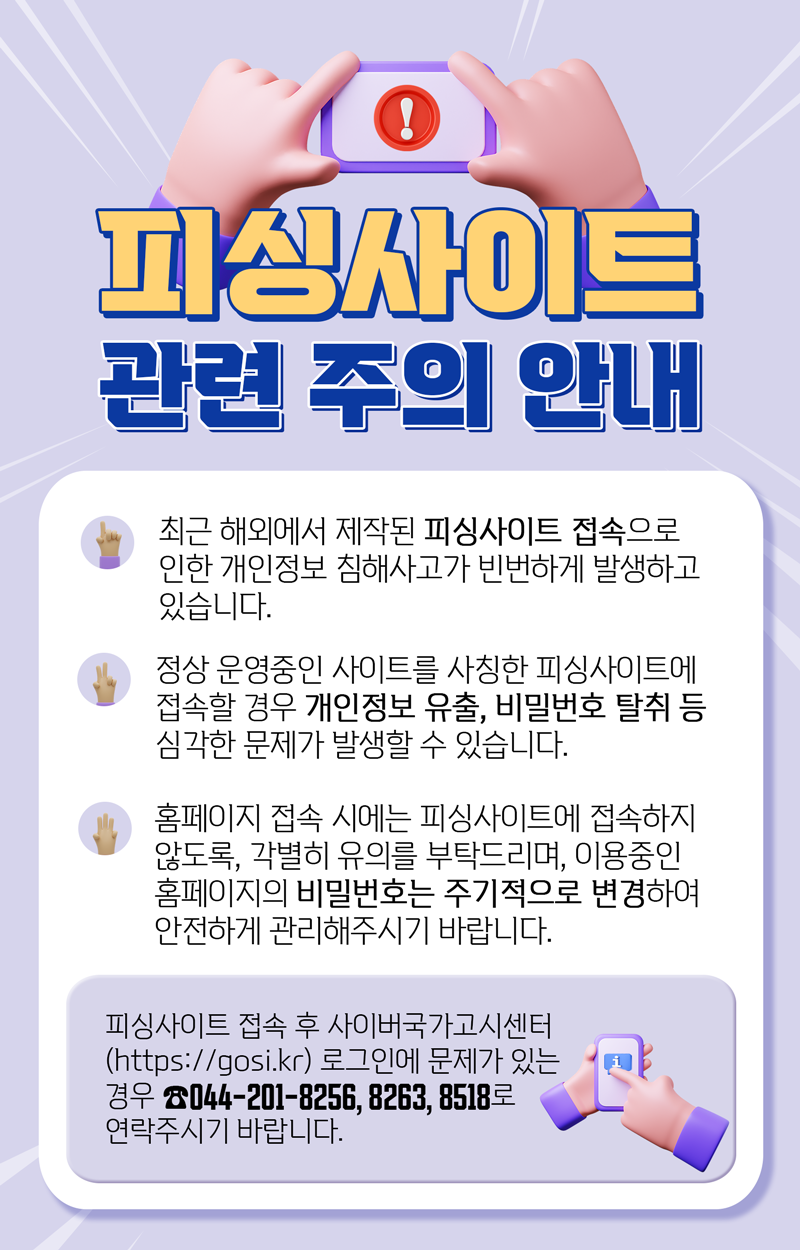 피싱사이트
관련 주의 안내
최근 해외에서 제작된 피싱사이트 접속으로
인한 개인정보 침해사고가 빈번하게 발생하고
있습니다.
정상 운영중인 사이트를 사칭한 피싱사이트에
접속할 경우 개인정보 유출, 비밀번호 탈취 등
심각한 문제가 발생할 수 있습니다.
홈페이지 접속 시에는 피싱사이트에 접속하지
않도록, 각별히 유의를 부탁드리며, 이용중인
홈페이지의 비밀번호는 주기적으로 변경하여
안전하게 관리해주시기 바랍니다.
피싱사이트 접속 후 사이버국가고시센터
(https://gosi.kr) 로그인에 문제가 있는
경우 ☎044-201-8256, 8263, 8518로
연락주시기 바랍니다.